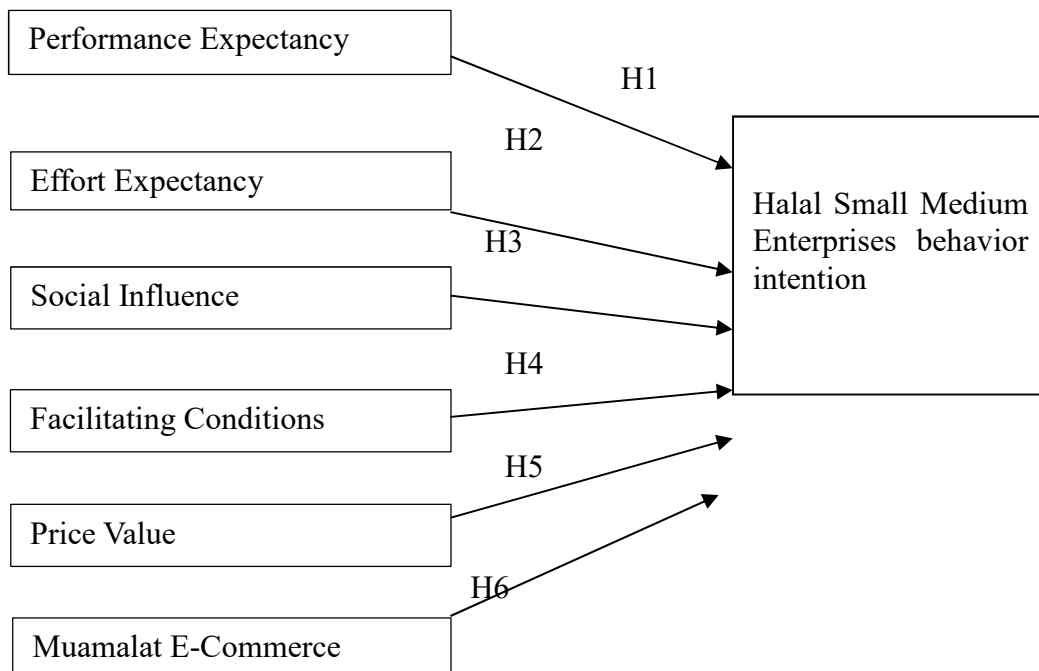 Performance Expectancy
H1
H2
Effort Expectancy
Halal Small Medium
Enterprises behavior
intention
H3
Social Influence
H4
Facilitating Conditions
H5
Price Value
H6
Muamalat E-Commerce